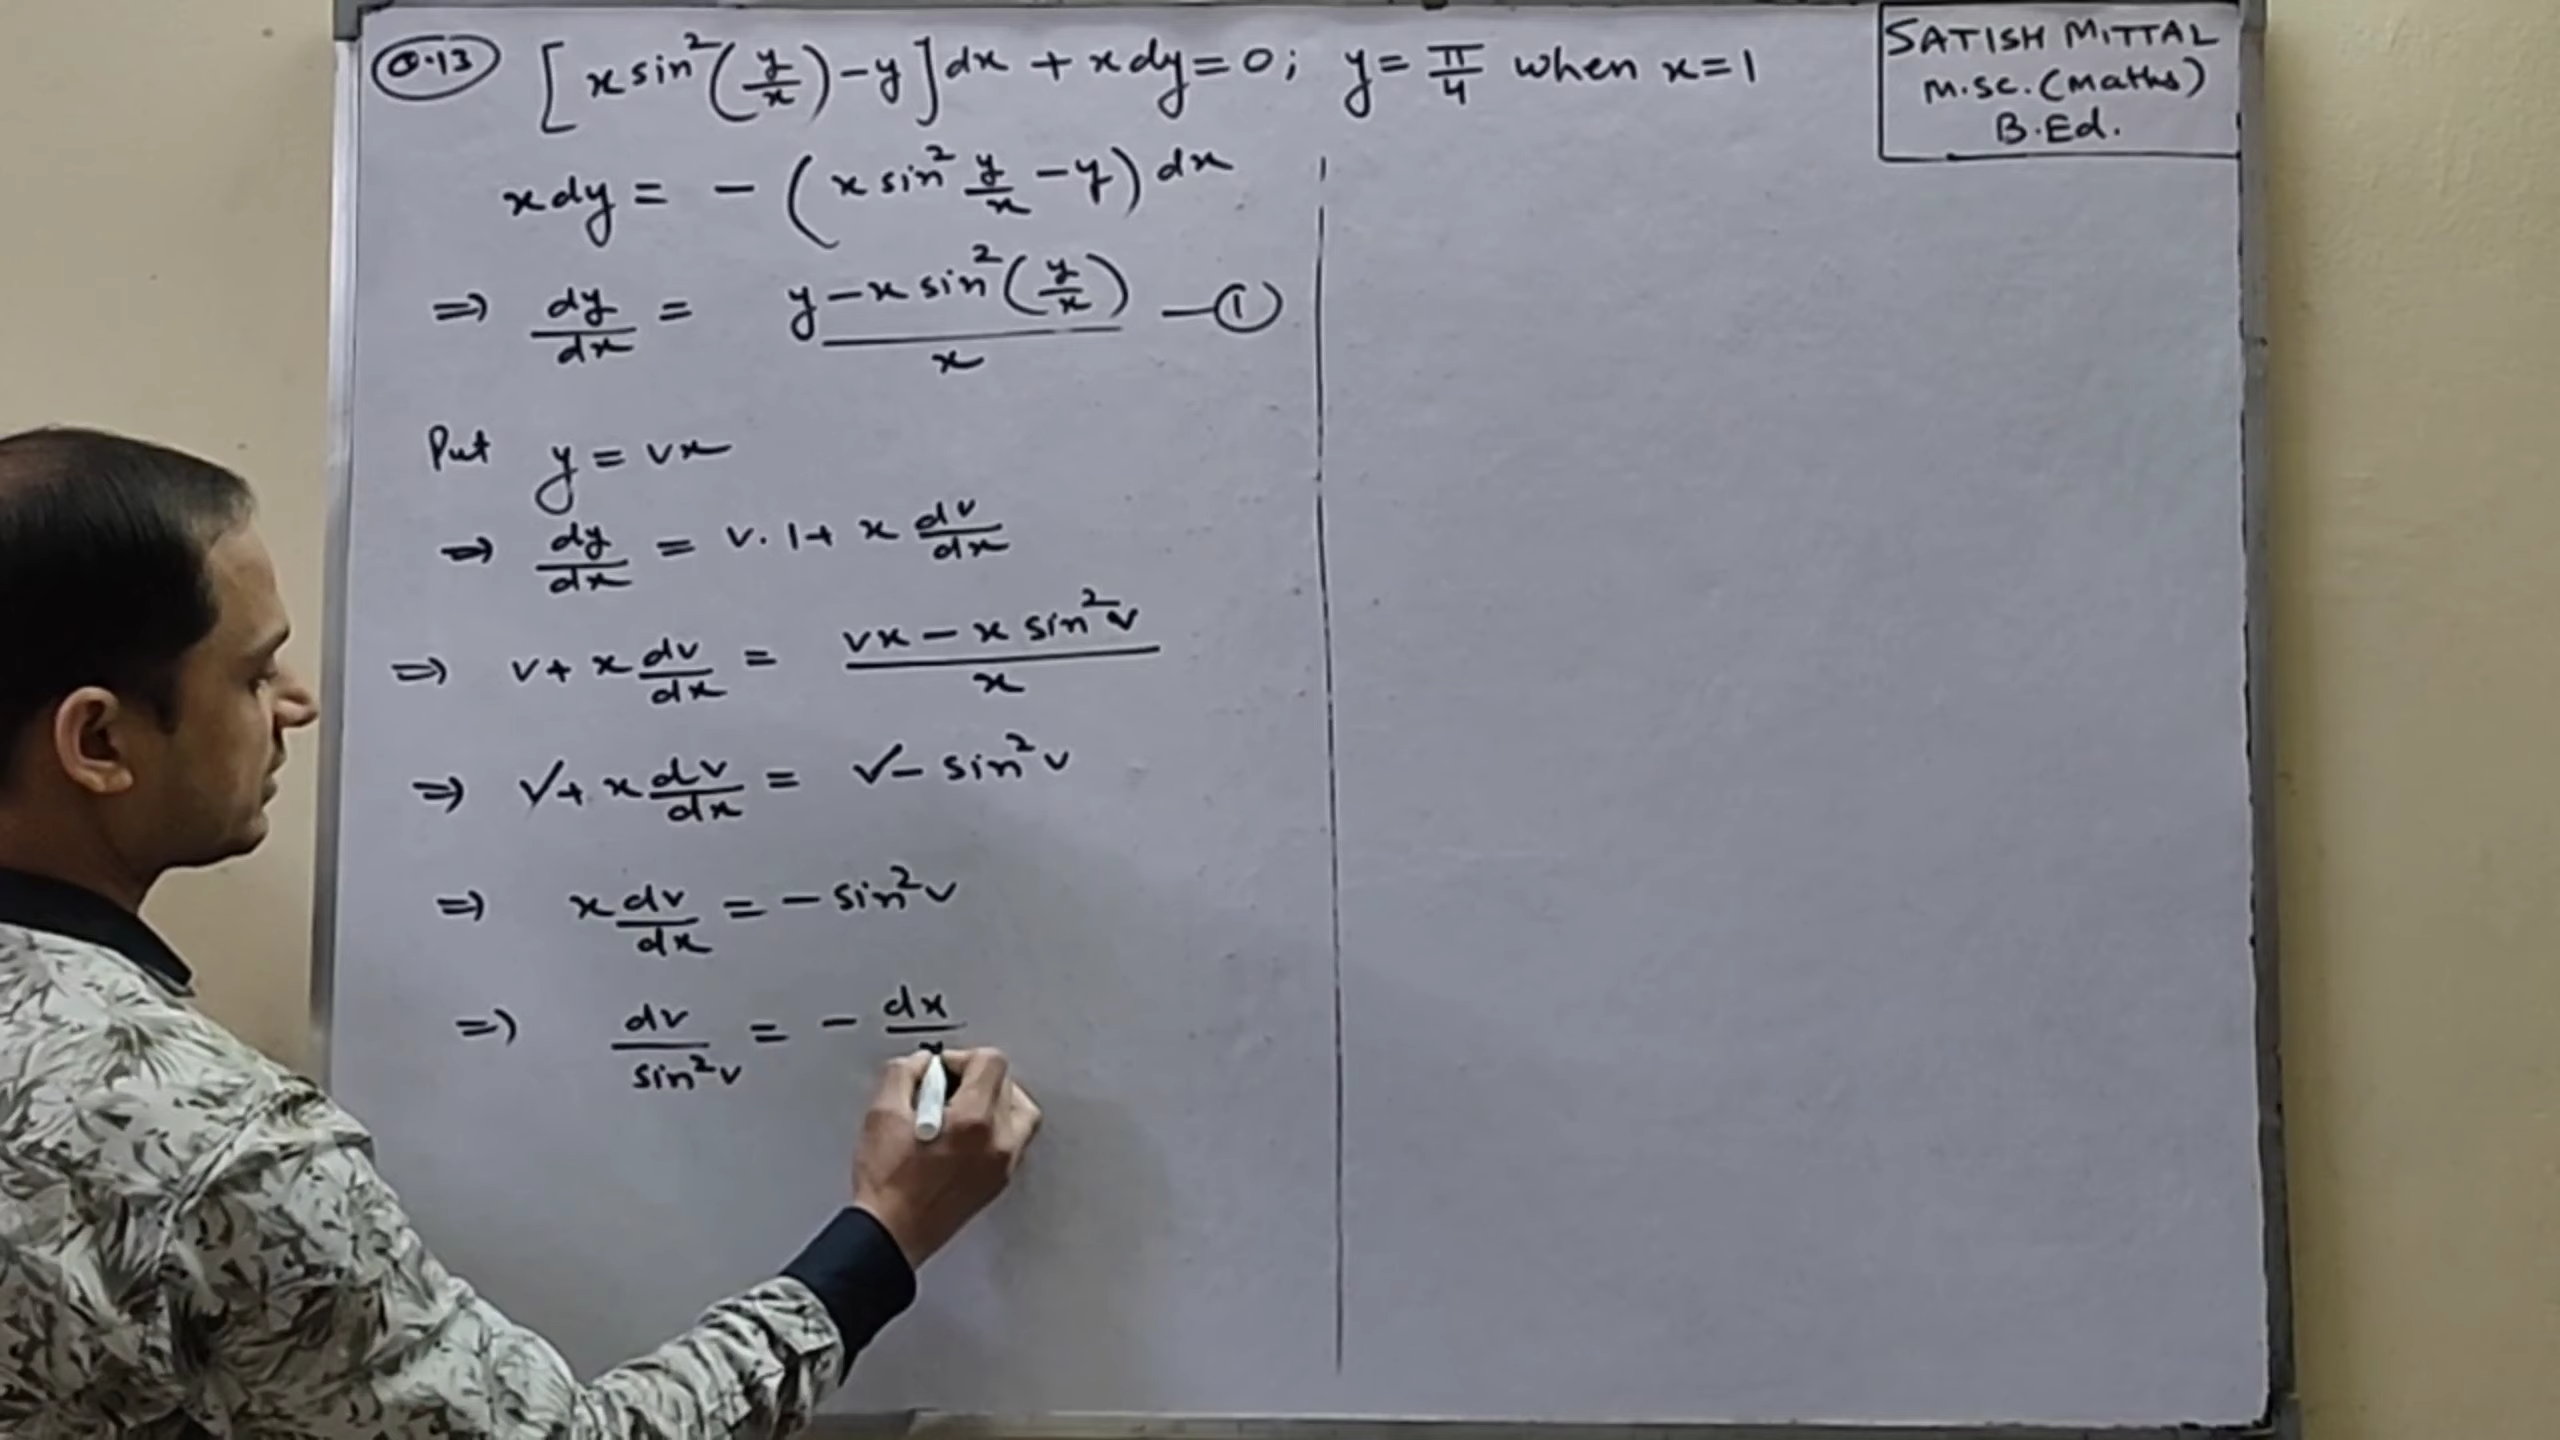 Q.13 [x sin²(y/x) - y] dx + x dy = 0; y = π/4 when x = 1
SATISH MITTAL
M.SC. (Maths)
B.Ed.
x dy = - (x sin² y/x - y) dx
⇒ dy/dx = (y - x sin²(y/x))/x — ①
Put y = vx
⇒ dy/dx = v.1 + x dv/dx
⇒ v + x dv/dx = (vx - x sin²v)/x
⇒ v + x dv/dx = v - sin²v
⇒ x dv/dx = - sin²v
⇒ dv/sin²v = - dx/x